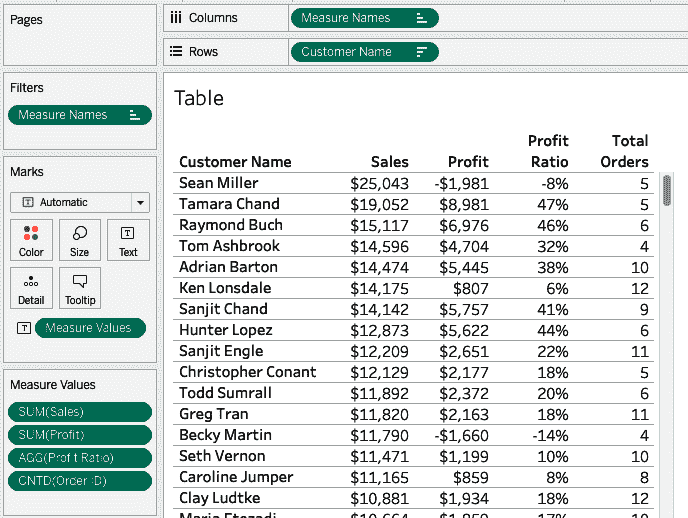 Pages
Columns
Measure Names
Rows
Customer Name
Filters
Measure Names
Marks
Automatic
Color
Size
Text
Detail
Tooltip
Measure Values
Measure Values
SUM(Sales)
SUM(Profit)
AGG(Profit Ratio)
CNTD(Order ID)
Table
Customer Name Sales Profit Profit Ratio Total Orders
Sean Miller $25,043 -$1,981 -8% 5
Tamara Chand $19,052 $8,981 47% 5
Raymond Buch $15,117 $6,976 46% 6
Tom Ashbrook $14,596 $4,704 32% 4
Adrian Barton $14,474 $5,445 38% 10
Ken Lonsdale $14,175 $807 6% 12
Sanjit Chand $14,142 $5,757 41% 9
Hunter Lopez $12,873 $5,622 44% 6
Sanjit Engle $12,209 $2,651 22% 11
Christopher Conant $12,129 $2,177 18% 5
Todd Sumrall $11,892 $2,372 20% 6
Greg Tran $11,820 $2,163 18% 11
Becky Martin $11,790 -$1,660 -14% 4
Seth Vernon $11,471 $1,199 10% 10
Caroline Jumper $11,165 $859 8% 8
Clay Ludtke $10,881 $1,934 18% 12